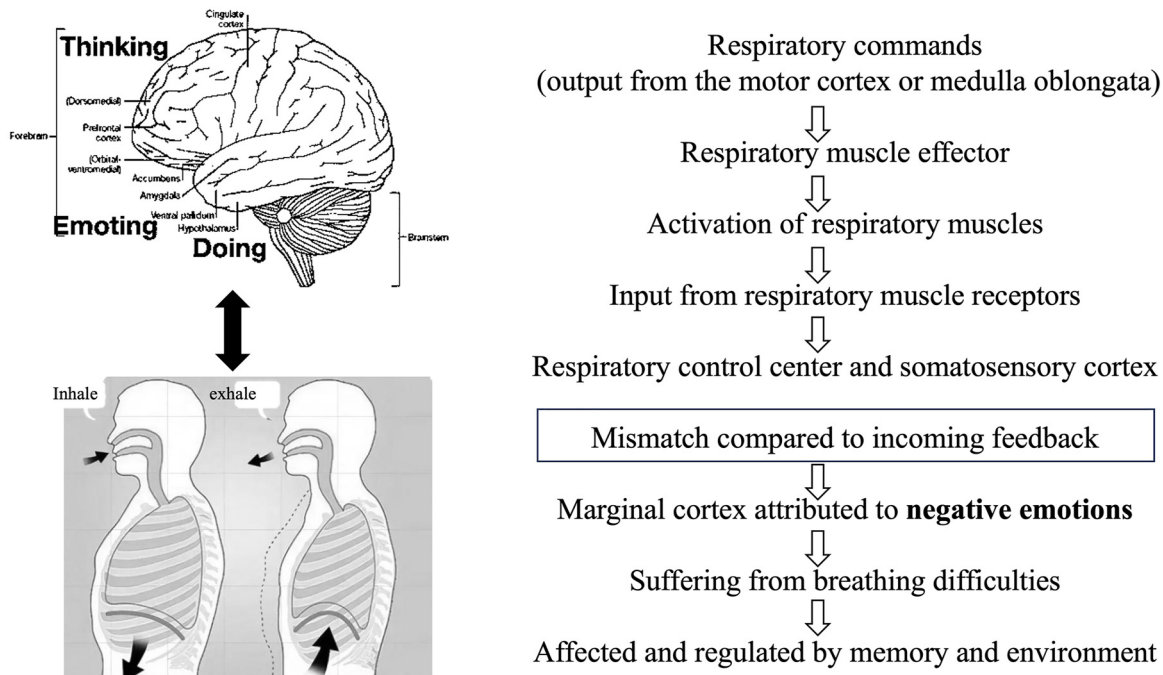 Cingulate
cortex
Thinking
(Dorsomedial)
Prefrontal
cortex
Forebrain
(Orbital-
ventromedial)
Accumbens
Amygdala
Ventral pallidum
Hypothalamus
Emoting
Doing
Brainstem
Inhale
exhale
Respiratory commands
(output from the motor cortex or medulla oblongata)
Respiratory muscle effector
Activation of respiratory muscles
Input from respiratory muscle receptors
Respiratory control center and somatosensory cortex
Mismatch compared to incoming feedback
Marginal cortex attributed to negative emotions
Suffering from breathing difficulties
Affected and regulated by memory and environment